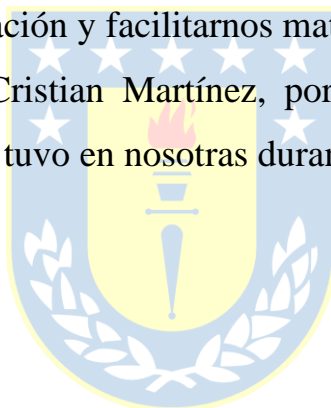 ación y facilitarnos mat
Cristian Martínez, por
tuvo en nosotras duran